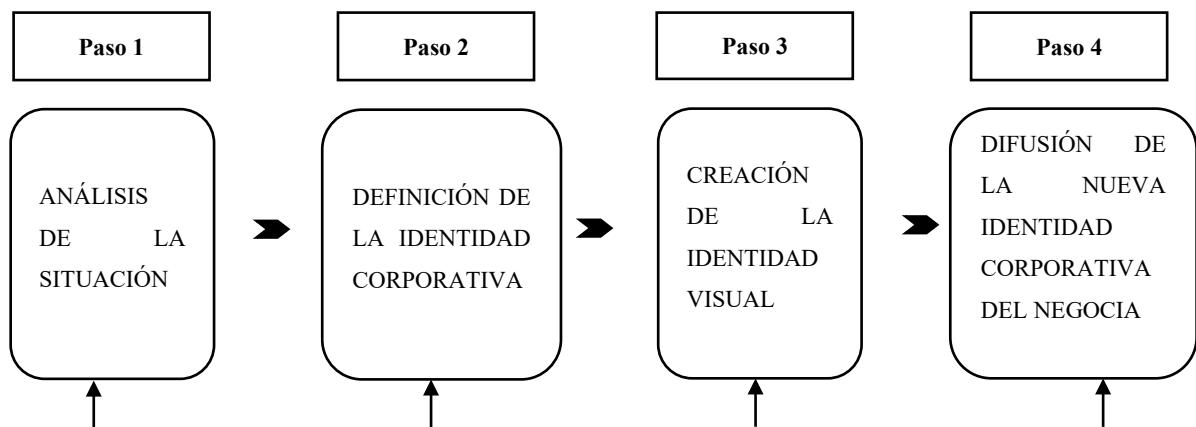 Paso 1
Paso 2
Paso 3
Paso 4
ANÁLISIS
DE LA
SITUACIÓN
DEFINICIÓN DE
LA IDENTIDAD
CORPORATIVA
CREACIÓN
DE LA
IDENTIDAD
VISUAL
DIFUSIÓN DE
LA NUEVA
IDENTIDAD
CORPORATIVA
DEL NEGOCIA